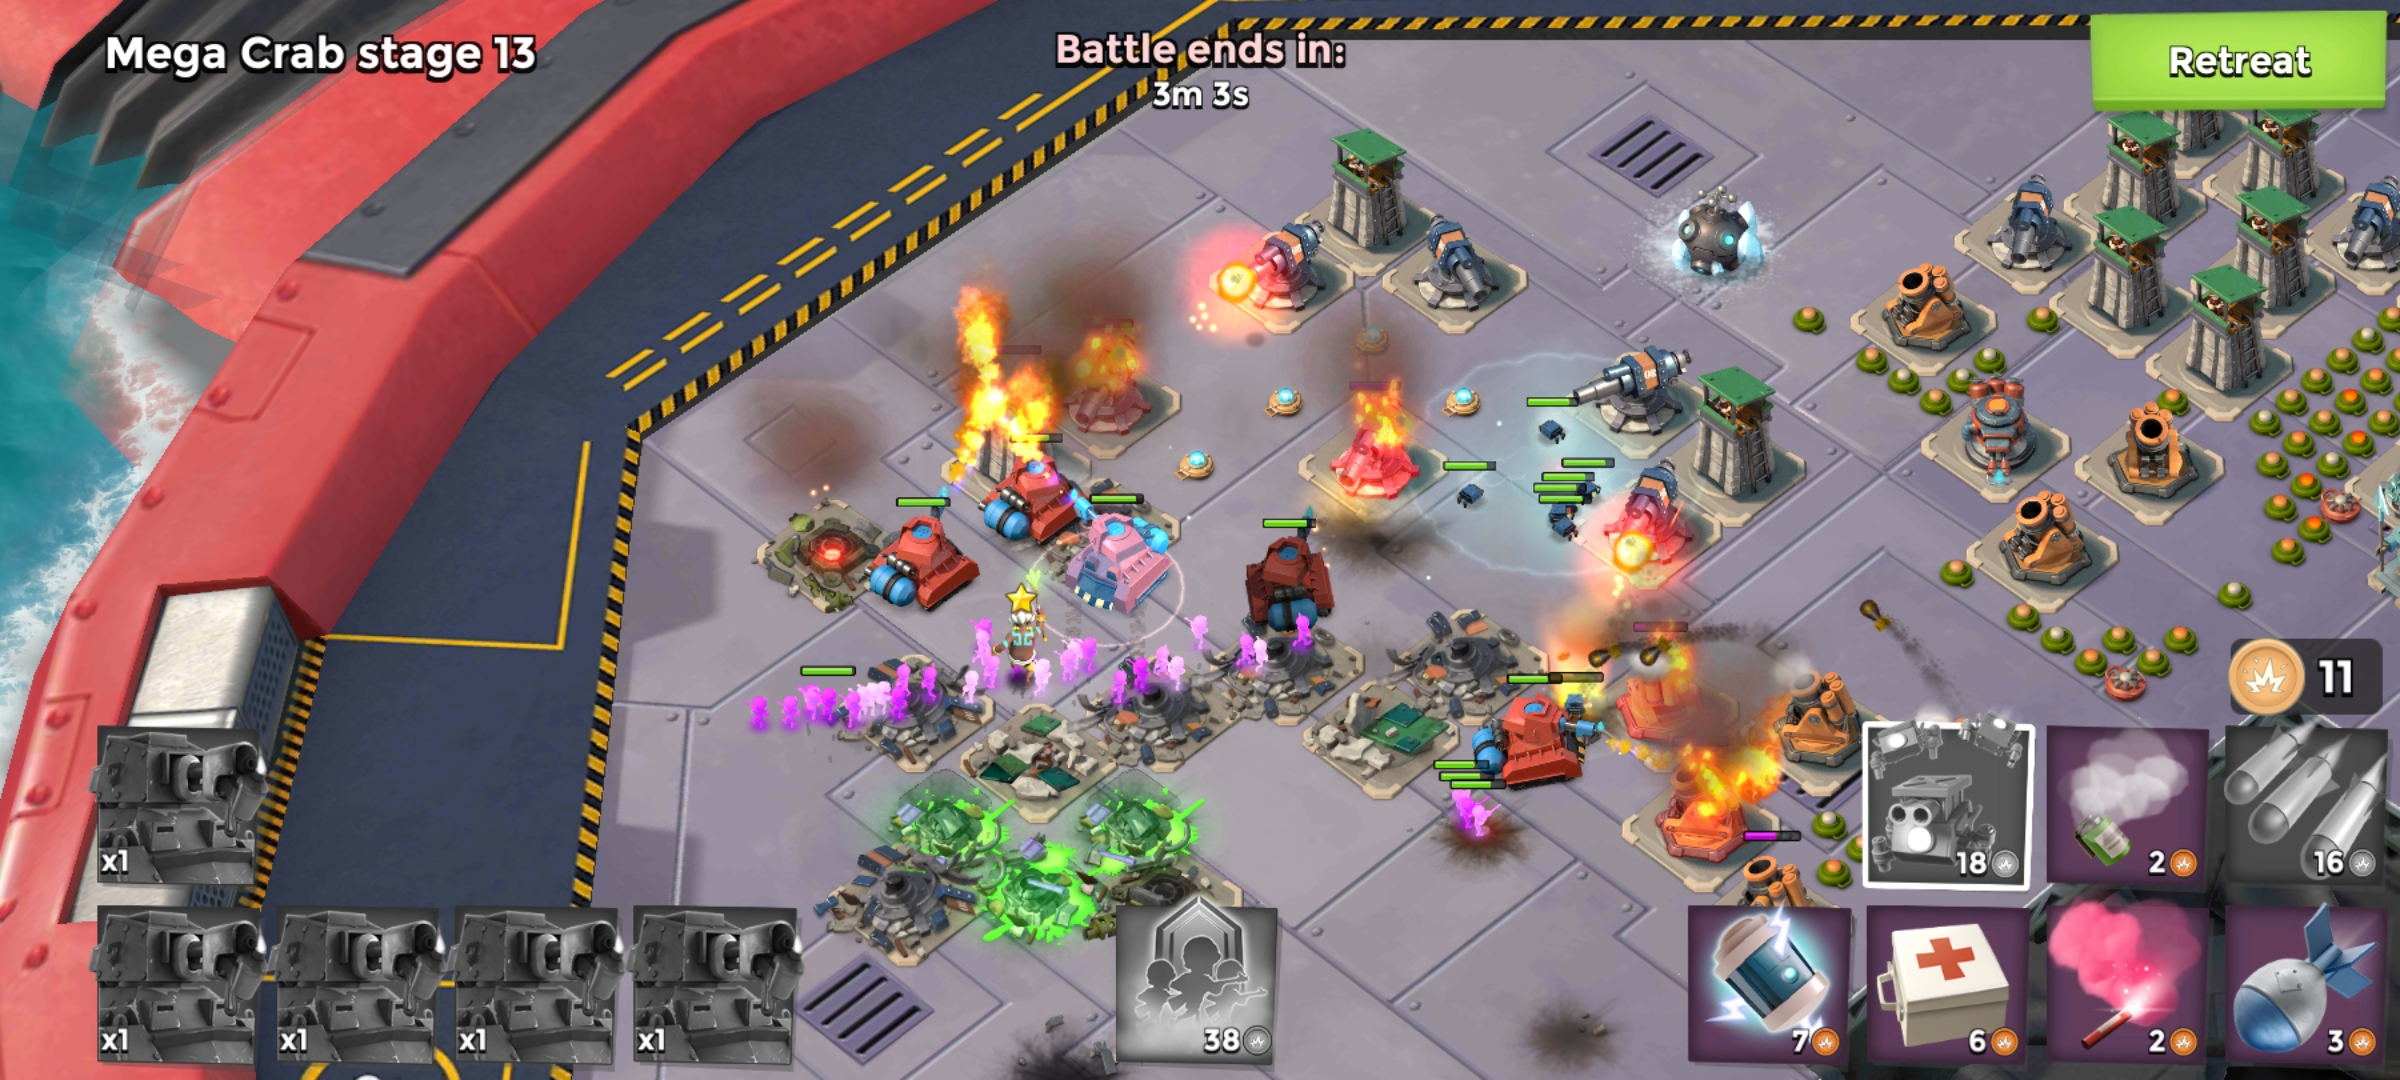 Mega Crab stage 13
Battle ends in:
3m 3s
Retreat
11
18
2
16
x1
x1
x1
x1
x1
38
7
6
2
3